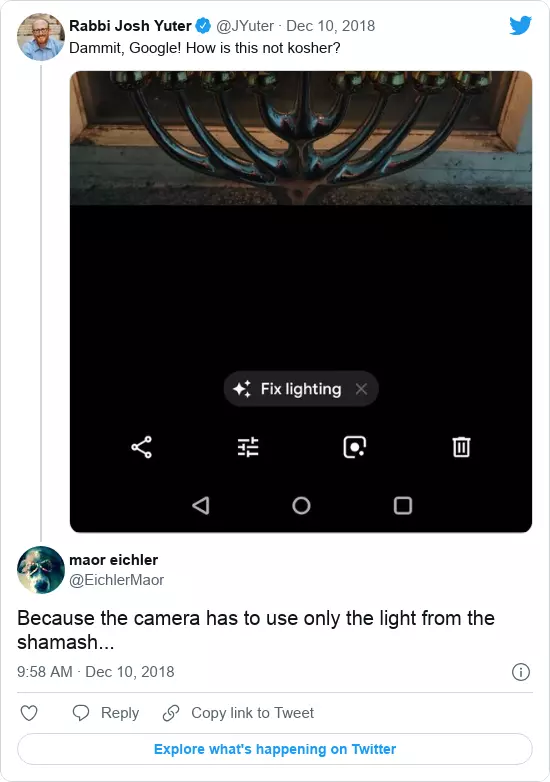 Rabbi Josh Yuter @JYuter · Dec 10, 2018
Dammit, Google! How is this not kosher?
Fix lighting
maor eichler
@EichlerMaor
Because the camera has to use only the light from the
shamash...
9:58 AM · Dec 10, 2018
Reply Copy link to Tweet
Explore what's happening on Twitter